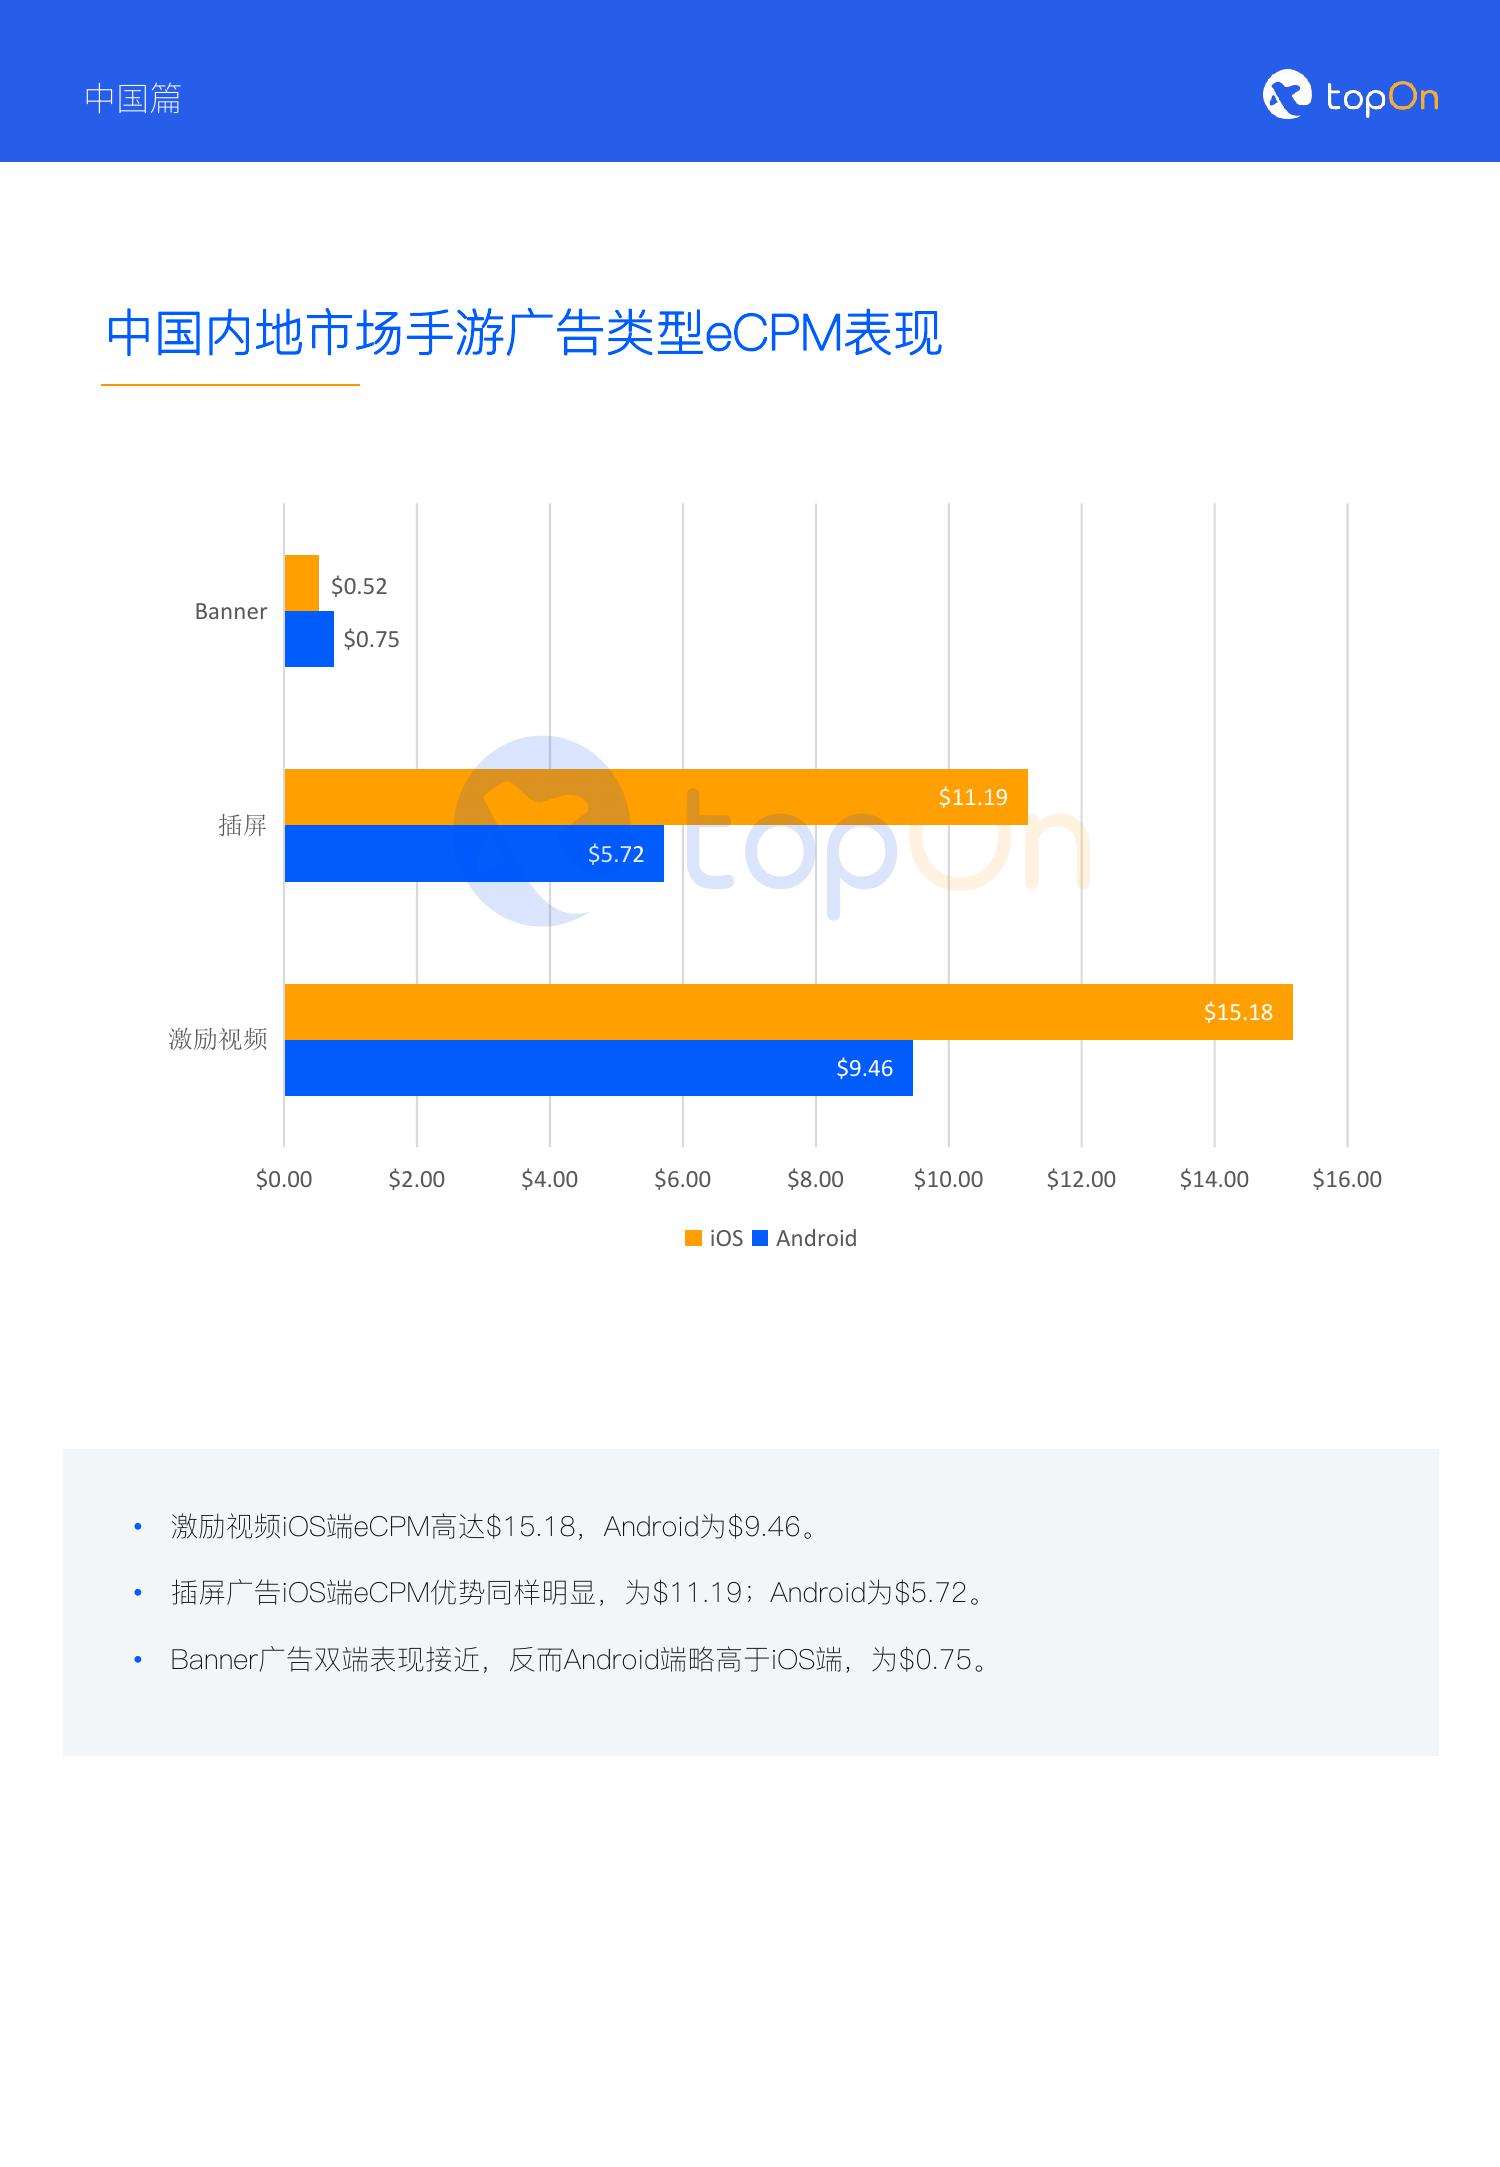 中国篇
topOn
中国内地市场手游广告类型eCPM表现
Banner
$0.52
$0.75
插屏
$11.19
$5.72
topOn
激励视频
$15.18
$9.46
$0.00 $2.00 $4.00 $6.00 $8.00 $10.00 $12.00 $14.00 $16.00
iOS Android
• 激励视频iOS端eCPM高达$15.18，Android为$9.46。
• 插屏广告iOS端eCPM优势同样明显，为$11.19；Android为$5.72。
• Banner广告双端表现接近，反而Android端略高于iOS端，为$0.75。